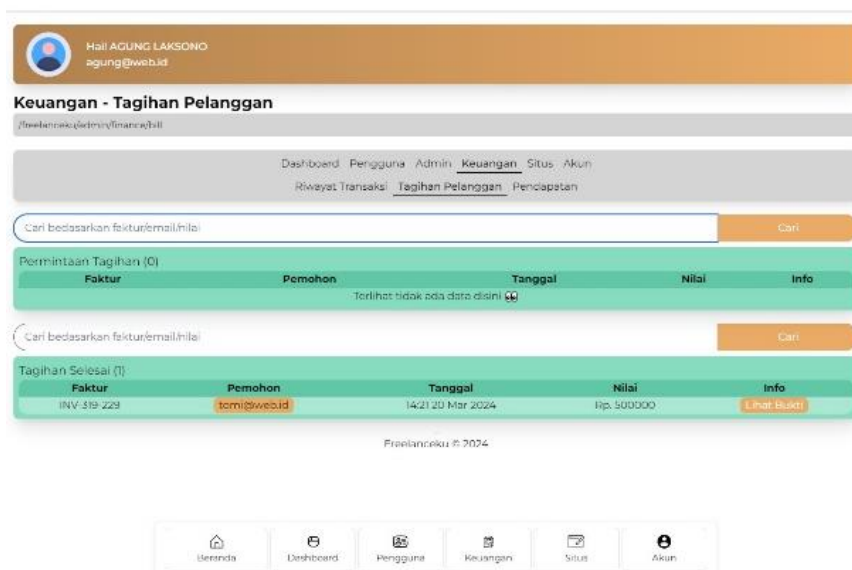 Hai! AGUNG LAKSONO
agung@web.id
Keuangan - Tagihan Pelanggan
/freelanceku/admin/finance/bill
Dashboard Pengguna Admin Keuangan Situs Akun
Riwayat Transaksi Tagihan Pelanggan Pendapatan
Cari bedasarkan faktur/email/nilai Cari
Permintaan Tagihan (0)
Faktur Pemohon Tanggal Nilai Info
Terlihat tidak ada data disini 👀
Cari bedasarkan faktur/email/nilai Cari
Tagihan Selesai (1)
Faktur Pemohon Tanggal Nilai Info
INV-319-229 tomi@web.id 14:21 20 Mar 2024 Rp. 500000 Lihat Bukti
Freelanceku © 2024
Beranda Dashboard Pengguna Keuangan Situs Akun